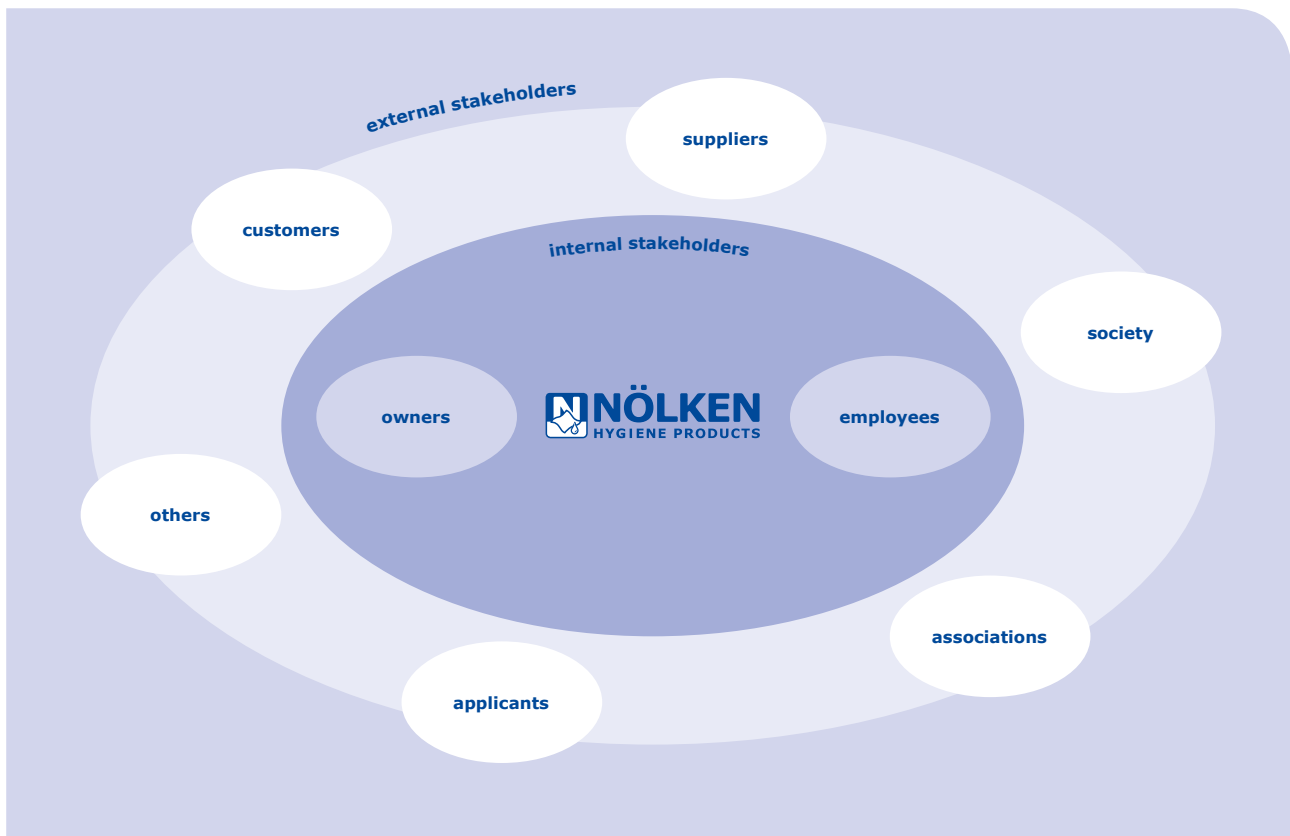 external stakeholders
suppliers
customers
internal stakeholders
society
owners
NÖLKEN
HYGIENE PRODUCTS
employees
others
associations
applicants